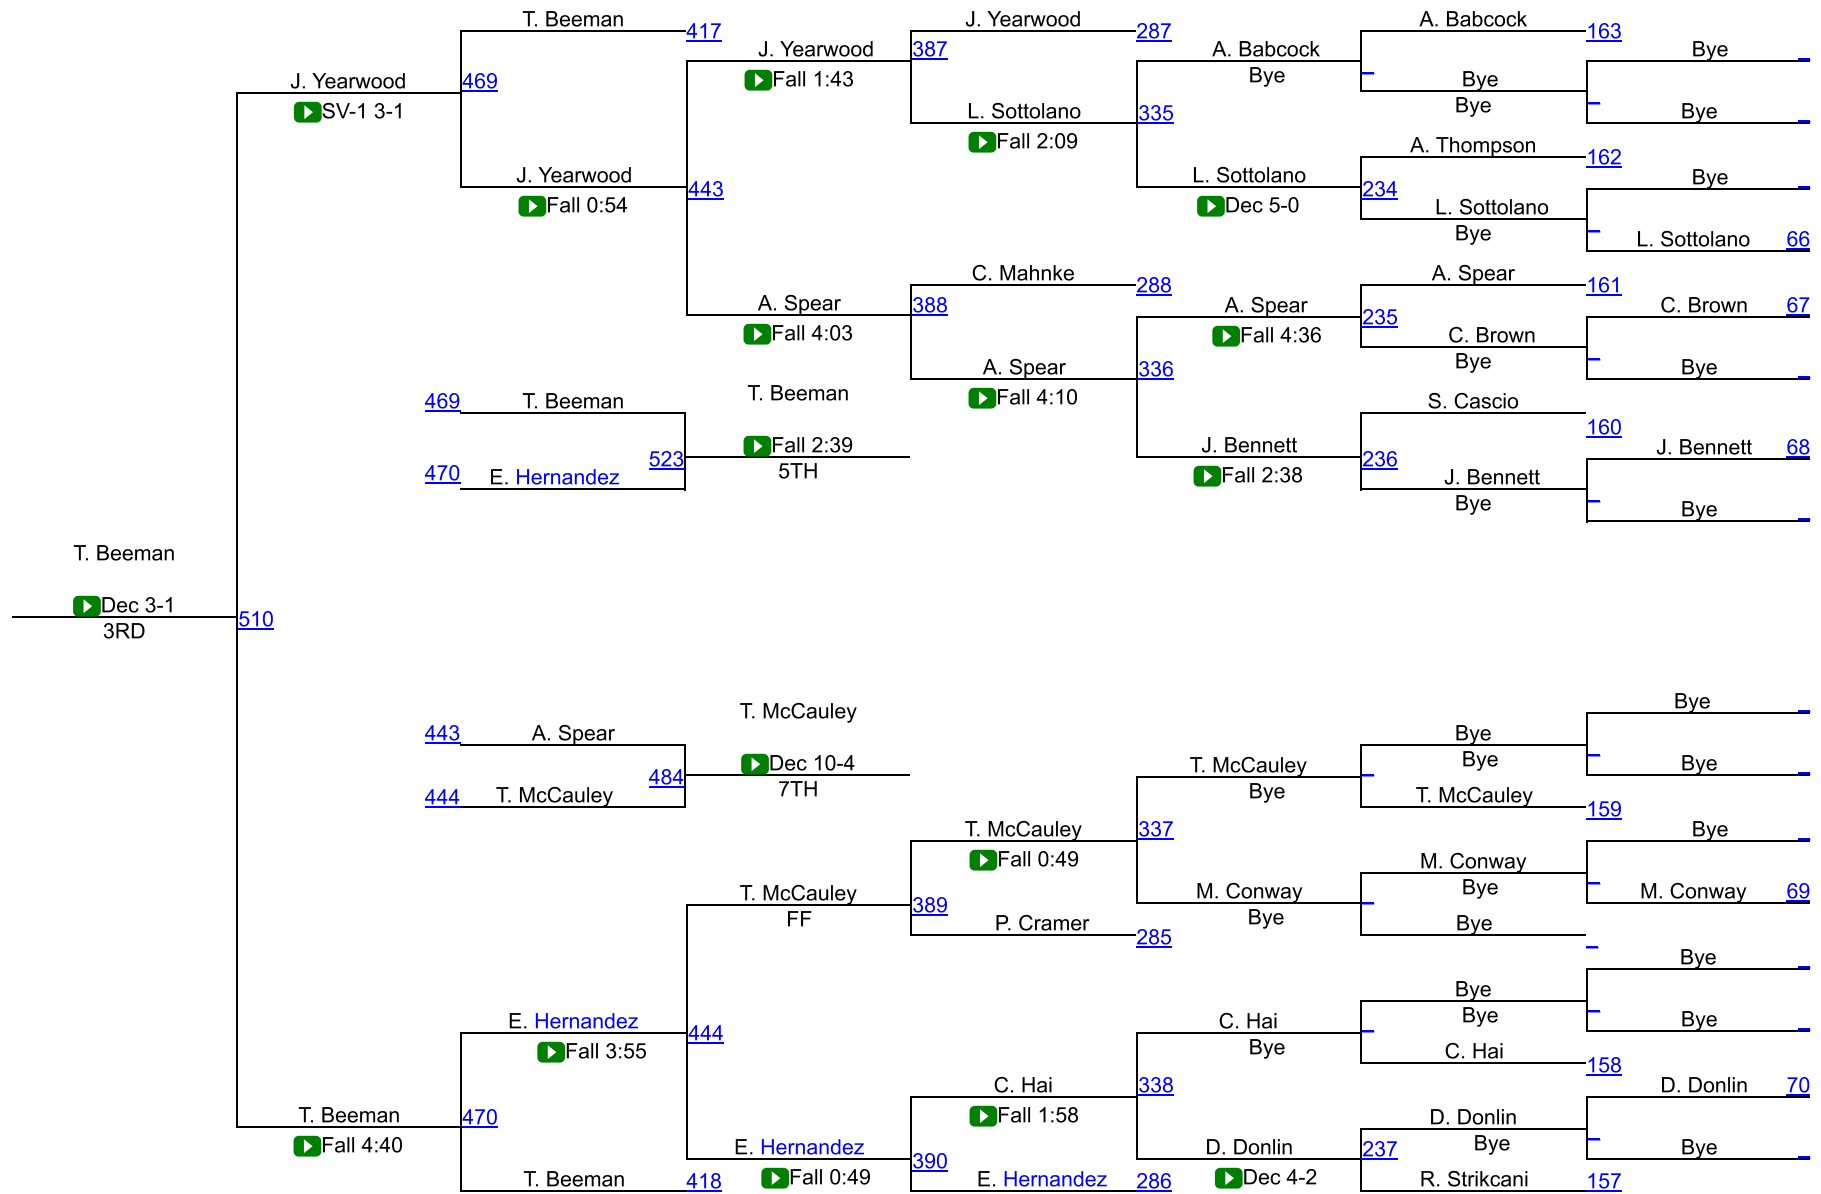 T. Beeman
417
J. Yearwood
SV-1 3-1
469
J. Yearwood
Fall 0:54
J. Yearwood
Fall 1:43
443
387
J. Yearwood
287
L. Sottolano
Fall 2:09
335
A. Babcock
Bye
A. Babcock
163
Bye
Bye
Bye
Bye
L. Sottolano
Dec 5-0
234
A. Thompson
162
L. Sottolano
Bye
Bye
L. Sottolano
66
A. Spear
Fall 4:03
388
C. Mahnke
288
A. Spear
Fall 4:10
336
A. Spear
Fall 4:36
235
A. Spear
161
C. Brown
Bye
C. Brown
67
Bye
J. Bennett
Fall 2:38
236
S. Cascio
160
J. Bennett
Bye
J. Bennett
68
Bye
469
T. Beeman
470
E. Hernandez
523
T. Beeman
Fall 2:39
5TH
T. Beeman
Dec 3-1
3RD
510
443
A. Spear
444
T. McCauley
484
T. McCauley
Dec 10-4
7TH
T. McCauley
FF
389
T. McCauley
Fall 0:49
337
T. McCauley
Bye
Bye
Bye
Bye
Bye
T. McCauley
159
M. Conway
Bye
M. Conway
Bye
Bye
M. Conway
69
Bye
P. Cramer
285
E. Hernandez
Fall 3:55
444
T. Beeman
Fall 4:40
470
T. Beeman
418
E. Hernandez
Fall 0:49
390
C. Hai
Fall 1:58
338
E. Hernandez
286
C. Hai
Bye
Bye
Bye
Bye
Bye
C. Hai
158
D. Donlin
Dec 4-2
237
D. Donlin
Bye
D. Donlin
70
Bye
R. Strikcani
157